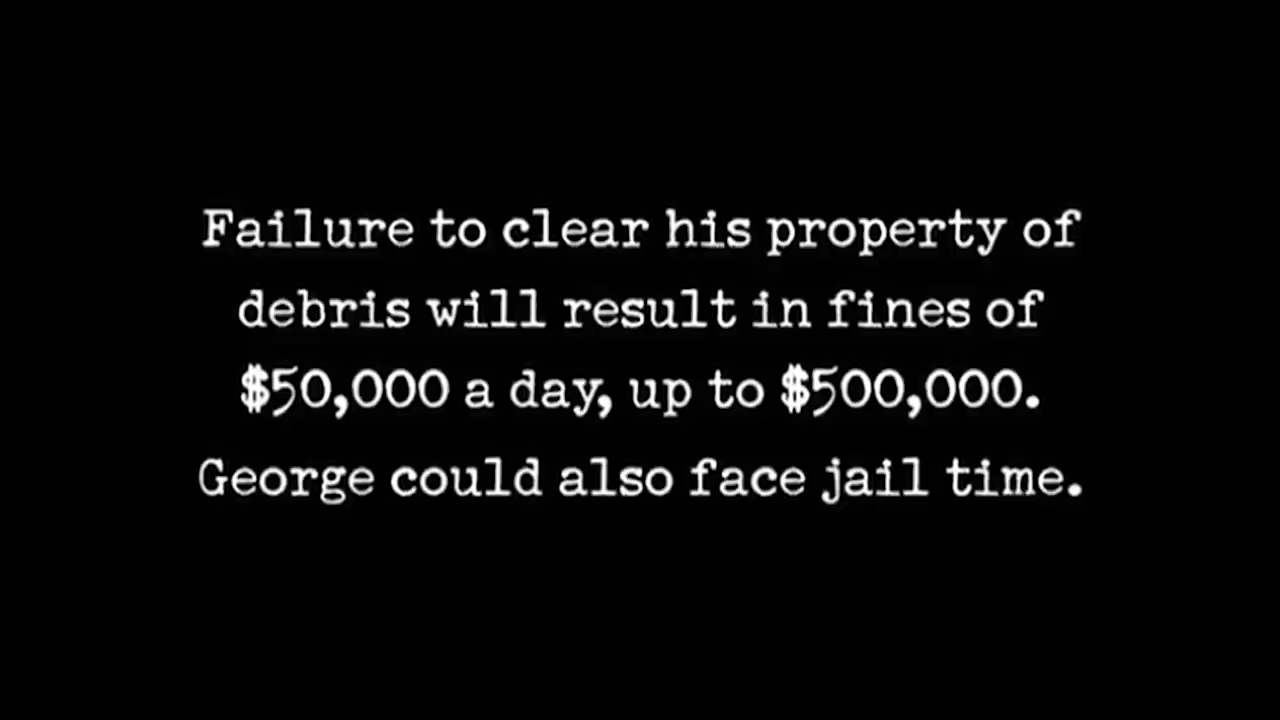 Failure to clear his property of
debris will result in fines of
$50,000 a day, up to $500,000.
George could also face jail time.